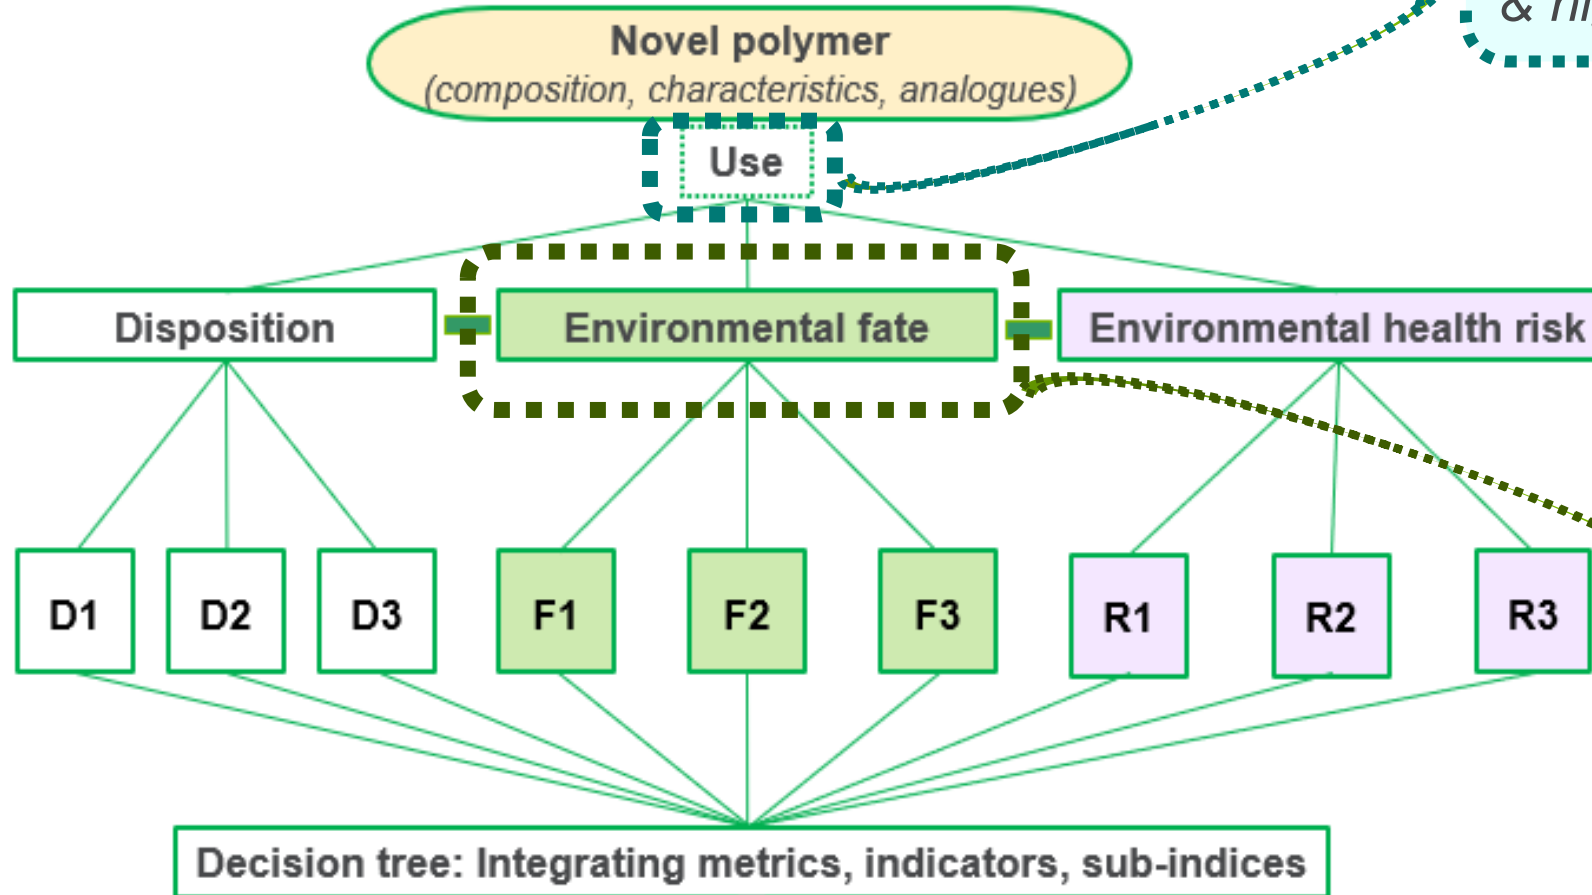 Novel polymer
(composition, characteristics, analogues)
&
Use
Disposition
Environmental fate
Environmental health risk
D1
D2
D3
F1
F2
F3
R1
R2
R3
Decision tree: Integrating metrics, indicators, sub-indices